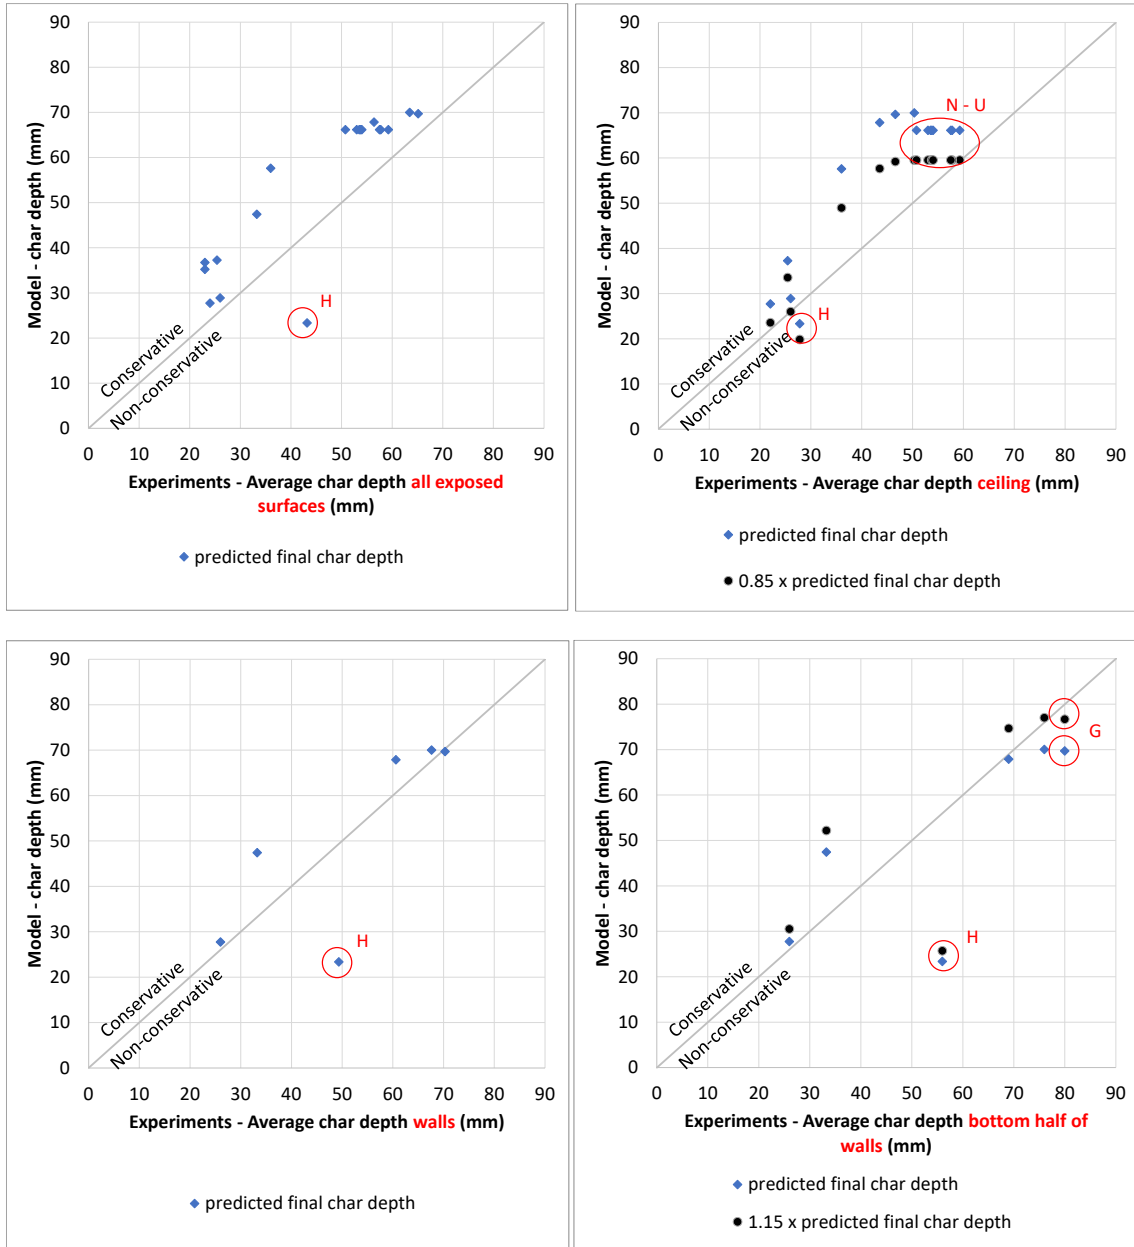 90
80
70
60
50
40
30
20
10
0
Model - char depth (mm)
H
Conservative
Non-conservative
0 10 20 30 40 50 60 70 80 90
Experiments - Average char depth all exposed
surfaces (mm)
predicted final char depth
90
80
70
60
50
40
30
20
10
0
Model - char depth (mm)
N - U
H
Conservative
Non-conservative
0 10 20 30 40 50 60 70 80 90
Experiments - Average char depth ceiling (mm)
predicted final char depth
0.85 x predicted final char depth
90
80
70
60
50
40
30
20
10
0
Model - char depth (mm)
H
Conservative
Non-conservative
0 10 20 30 40 50 60 70 80 90
Experiments - Average char depth walls (mm)
predicted final char depth
90
80
70
60
50
40
30
20
10
0
Model - char depth (mm)
G
H
Conservative
Non-conservative
0 10 20 30 40 50 60 70 80 90
Experiments - Average char depth bottom half of
walls (mm)
predicted final char depth
1.15 x predicted final char depth